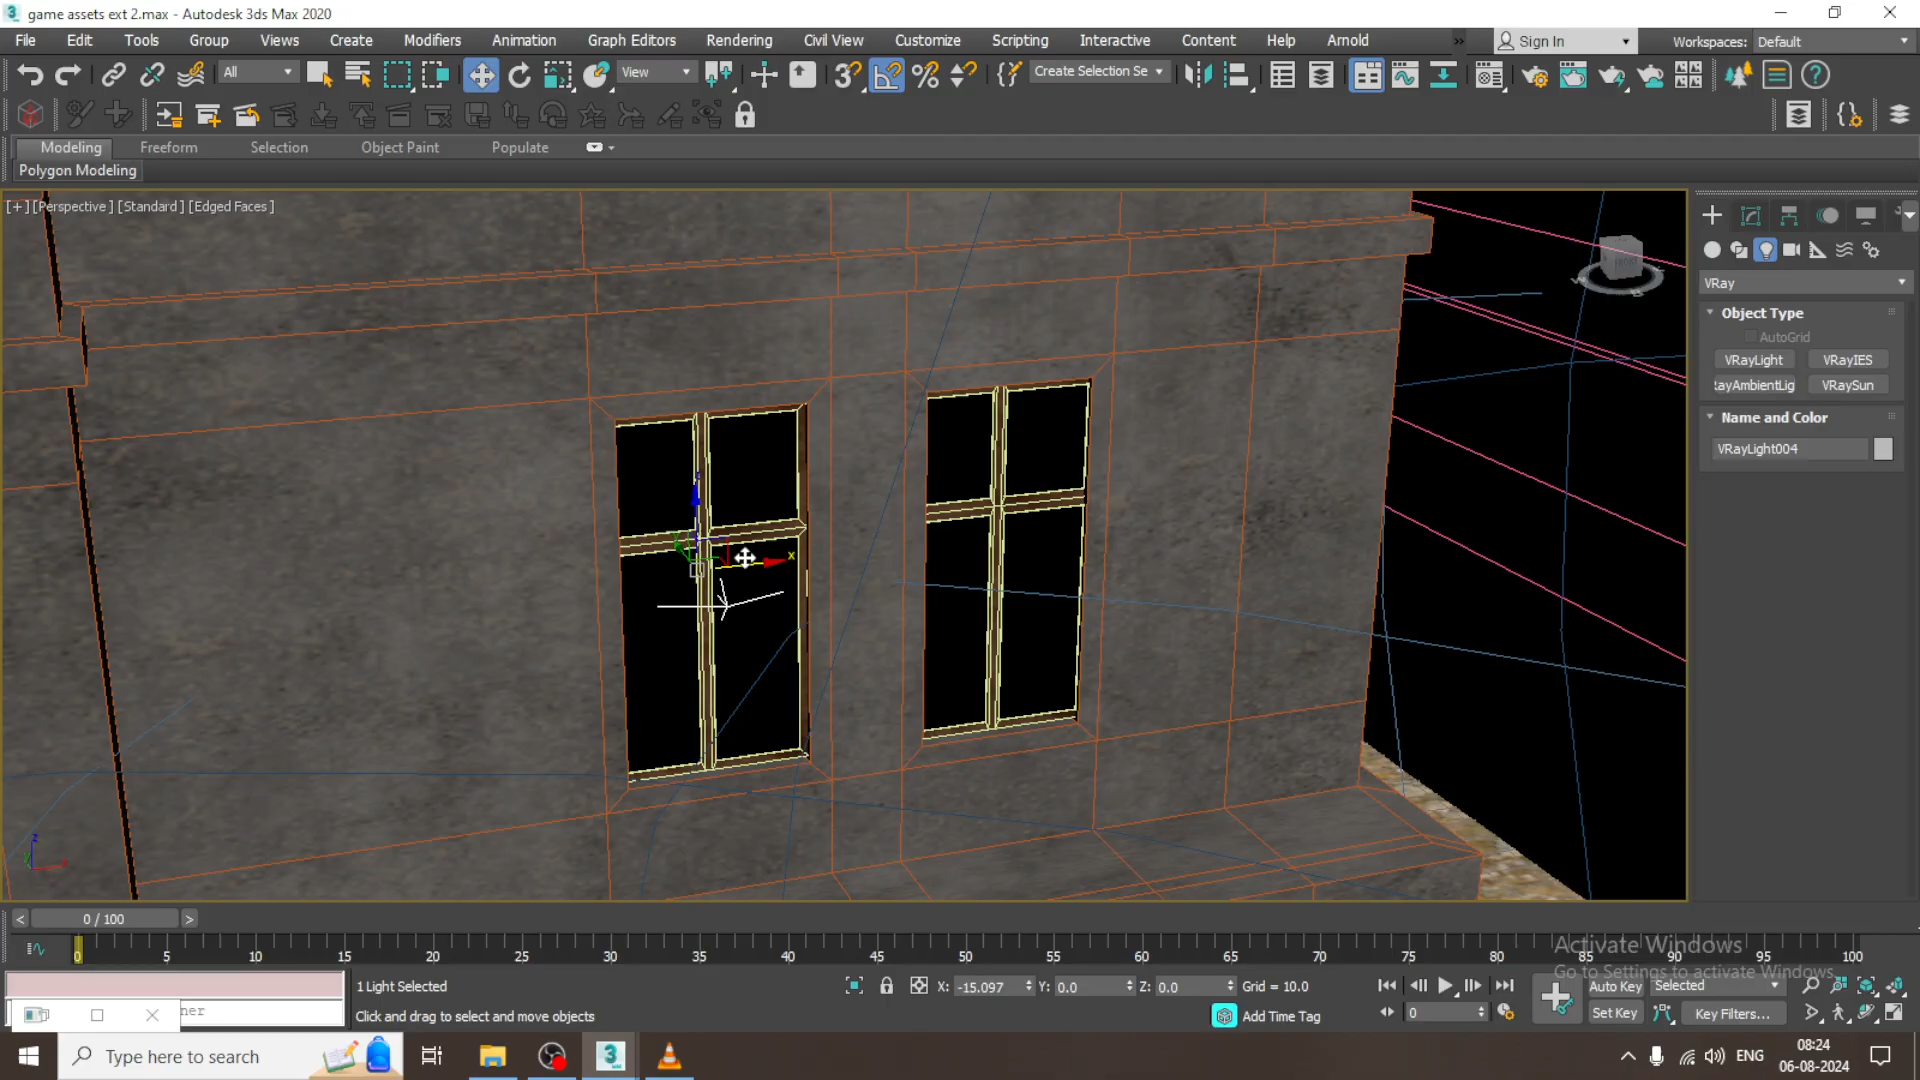 game assets ext 2.max - Autodesk 3ds Max 2020
File Edit Tools Group Views Create Modifiers Animation Graph Editors Rendering Civil View Customize Scripting Interactive Content Help Arnold
Sign In
Workspaces: Default
All
View
Create Selection Se
Modeling Freeform Selection Object Paint Populate
Polygon Modeling
[+] [Perspective ] [Standard ] [Edged Faces ]
FRONT
VRay
Object Type
AutoGrid
VRayLight VRayIES
ayAmbientLig VRaySun
Name and Color
VRayLight004
x
z
0 / 100
0 5 10 15 20 25 30 35 40 45 50 55 60 65 70 75 80 85 90 95 100
Activate Windows
Go to Settings to activate Windows.
1 Light Selected
X: -15.097 Y: 0.0 Z: 0.0 Grid = 10.0
Auto Key Selected
ner
Click and drag to select and move objects
Add Time Tag
0
Set Key Key Filters...
Type here to search
ENG
08:24
06-08-2024